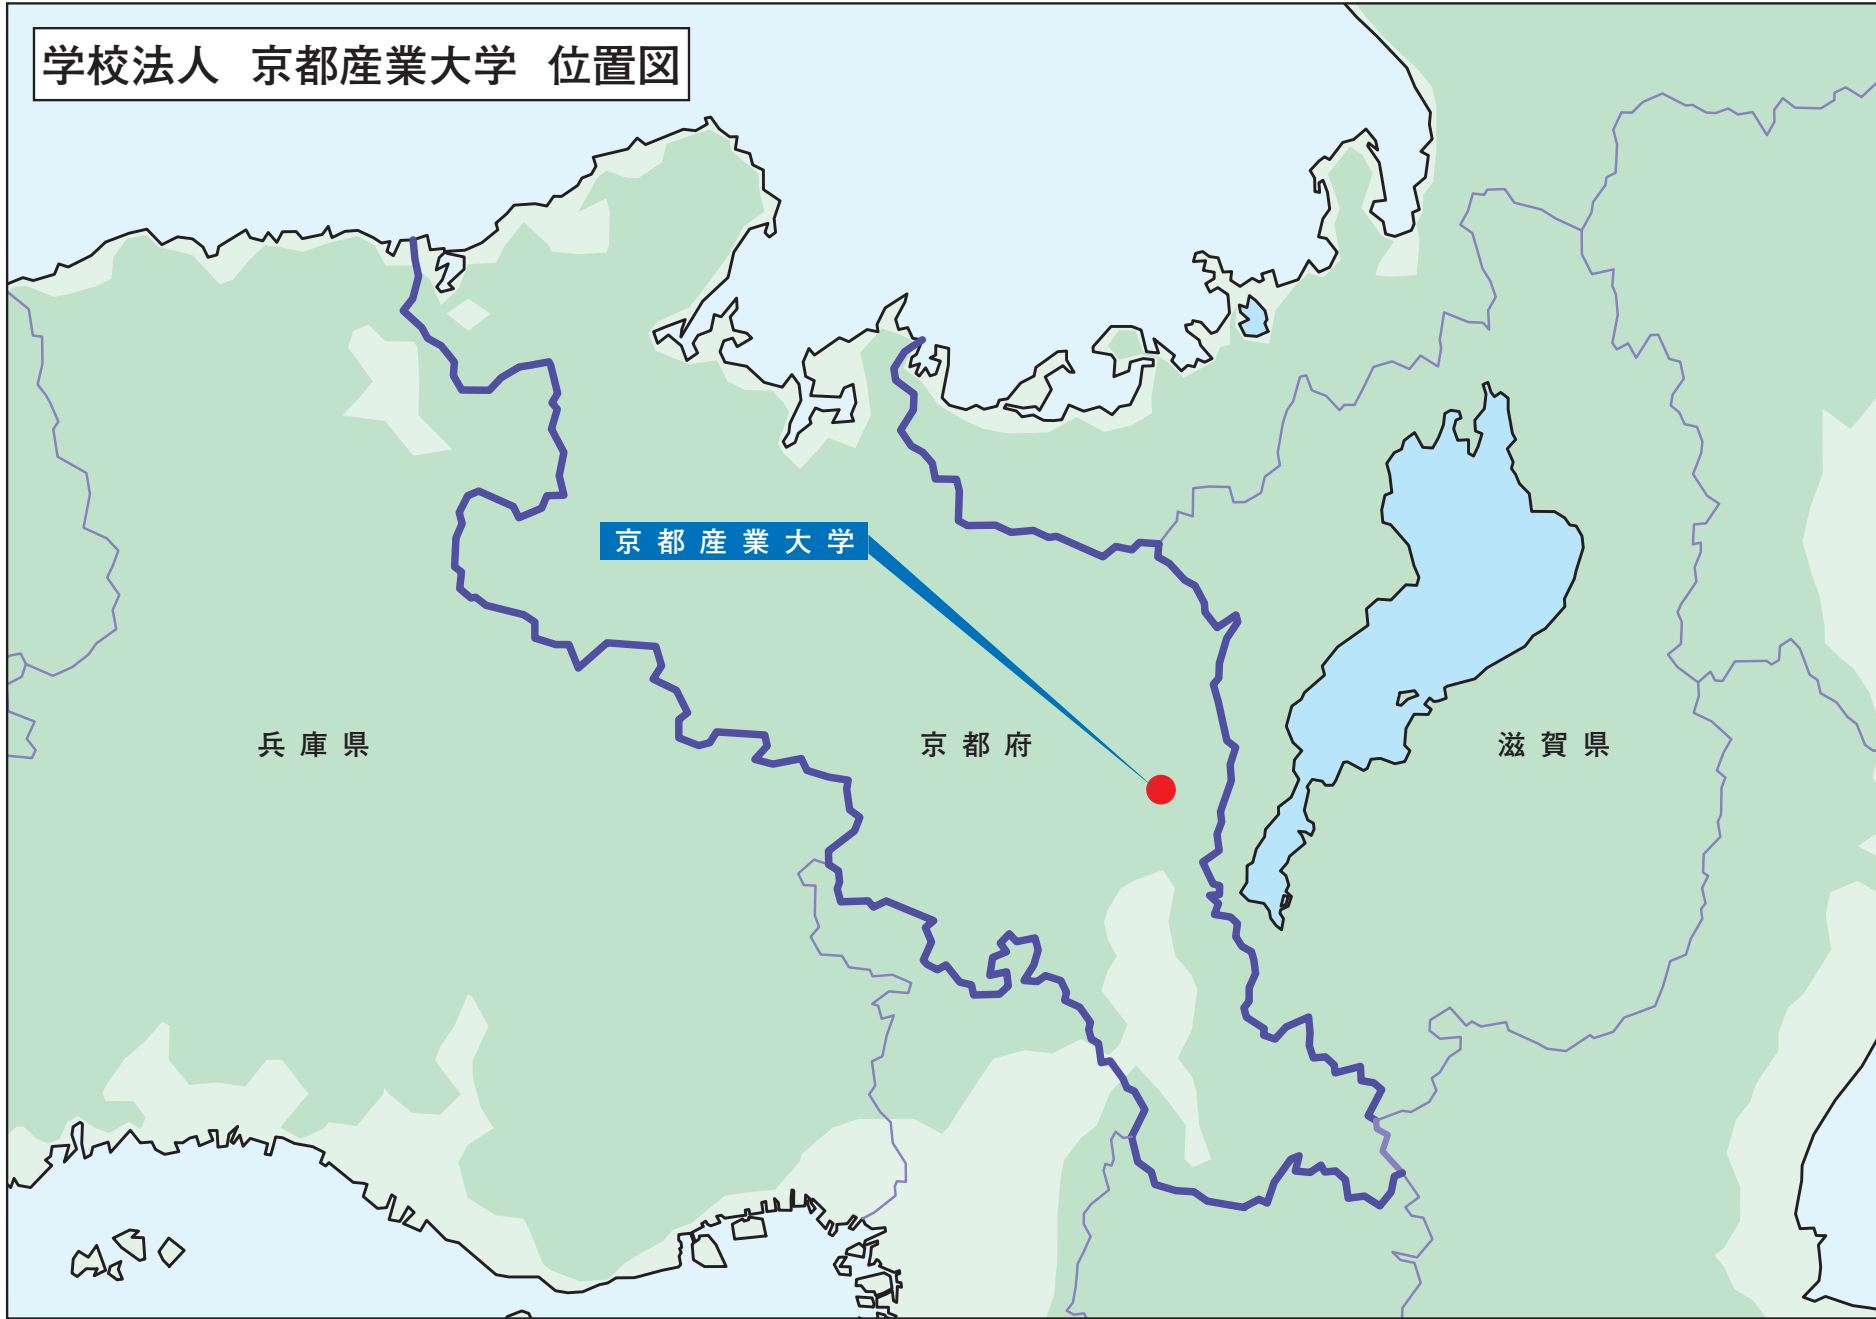 学校法人 京都産業大学 位置図
京都産業大学
兵庫県
京都府
滋賀県